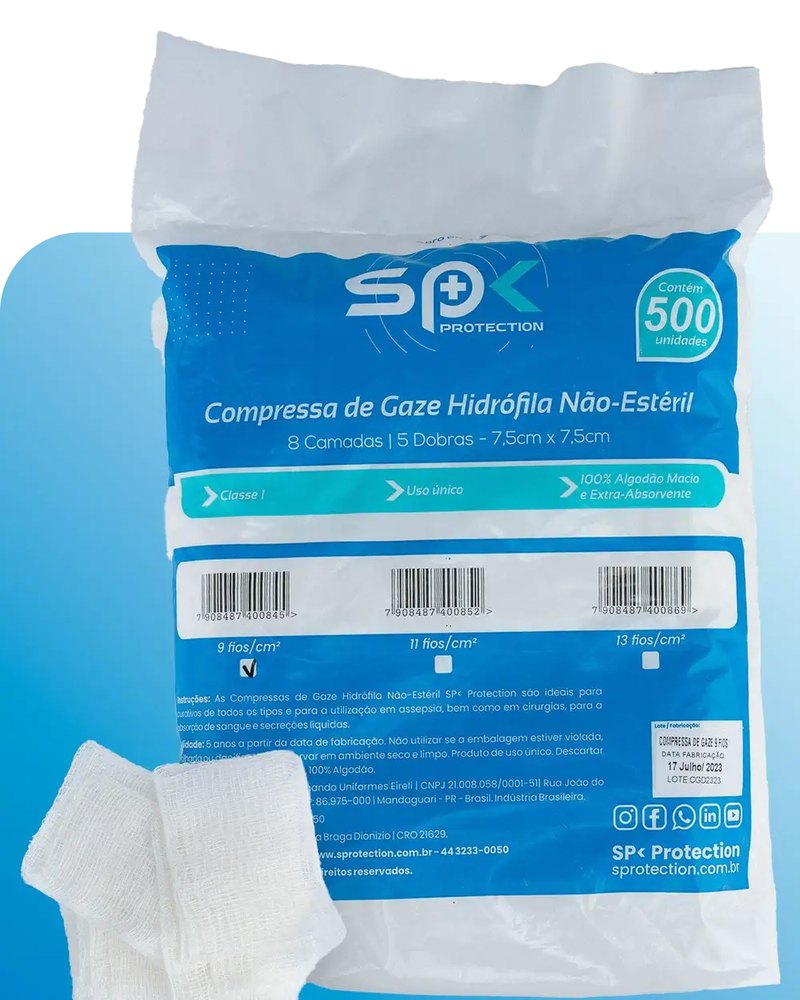 SP<
PROTECTION
Contém
500
unidades
Compressa de Gaze Hidrófila Não-Estéril
8 Camadas | 5 Dobras - 7,5cm x 7,5cm
Classe I
Uso único
100% Algodão Macio
e Extra-Absorvente
7 908487 400845 >
7 908487 400852 >
7 908487 400869 >
9 fios/cm²
11 fios/cm²
13 fios/cm²
Instruções: As Compressas de Gaze Hidrófila Não-Estéril SP< Protection são ideais para
curativos de todos os tipos e para a utilização em assepsia, bem como em cirurgias, para a
absorção de sangue e secreções líquidas.
5 anos a partir da data de fabricação. Não utilizar se a embalagem estiver violada,
em ambiente seco e limpo. Produto de uso único. Descartar
100% Algodão.
Uniformes Eireli | CNPJ 21.008.058/0001-51 | Rua João do
86.975-000 | Mandaguari - PR - Brasil. Indústria Brasileira.
50
Braga Dionizio | CRO 21629.
www.sprotection.com.br - 44 3233-0050
direitos reservados.
Lote / Fabricação:
COMPRESSA DE GAZE 9 FIOS
DATA FABRICAÇÃO
17 Julho/ 2023
LOTE: CGD2323
SP< Protection
sprotection.com.br